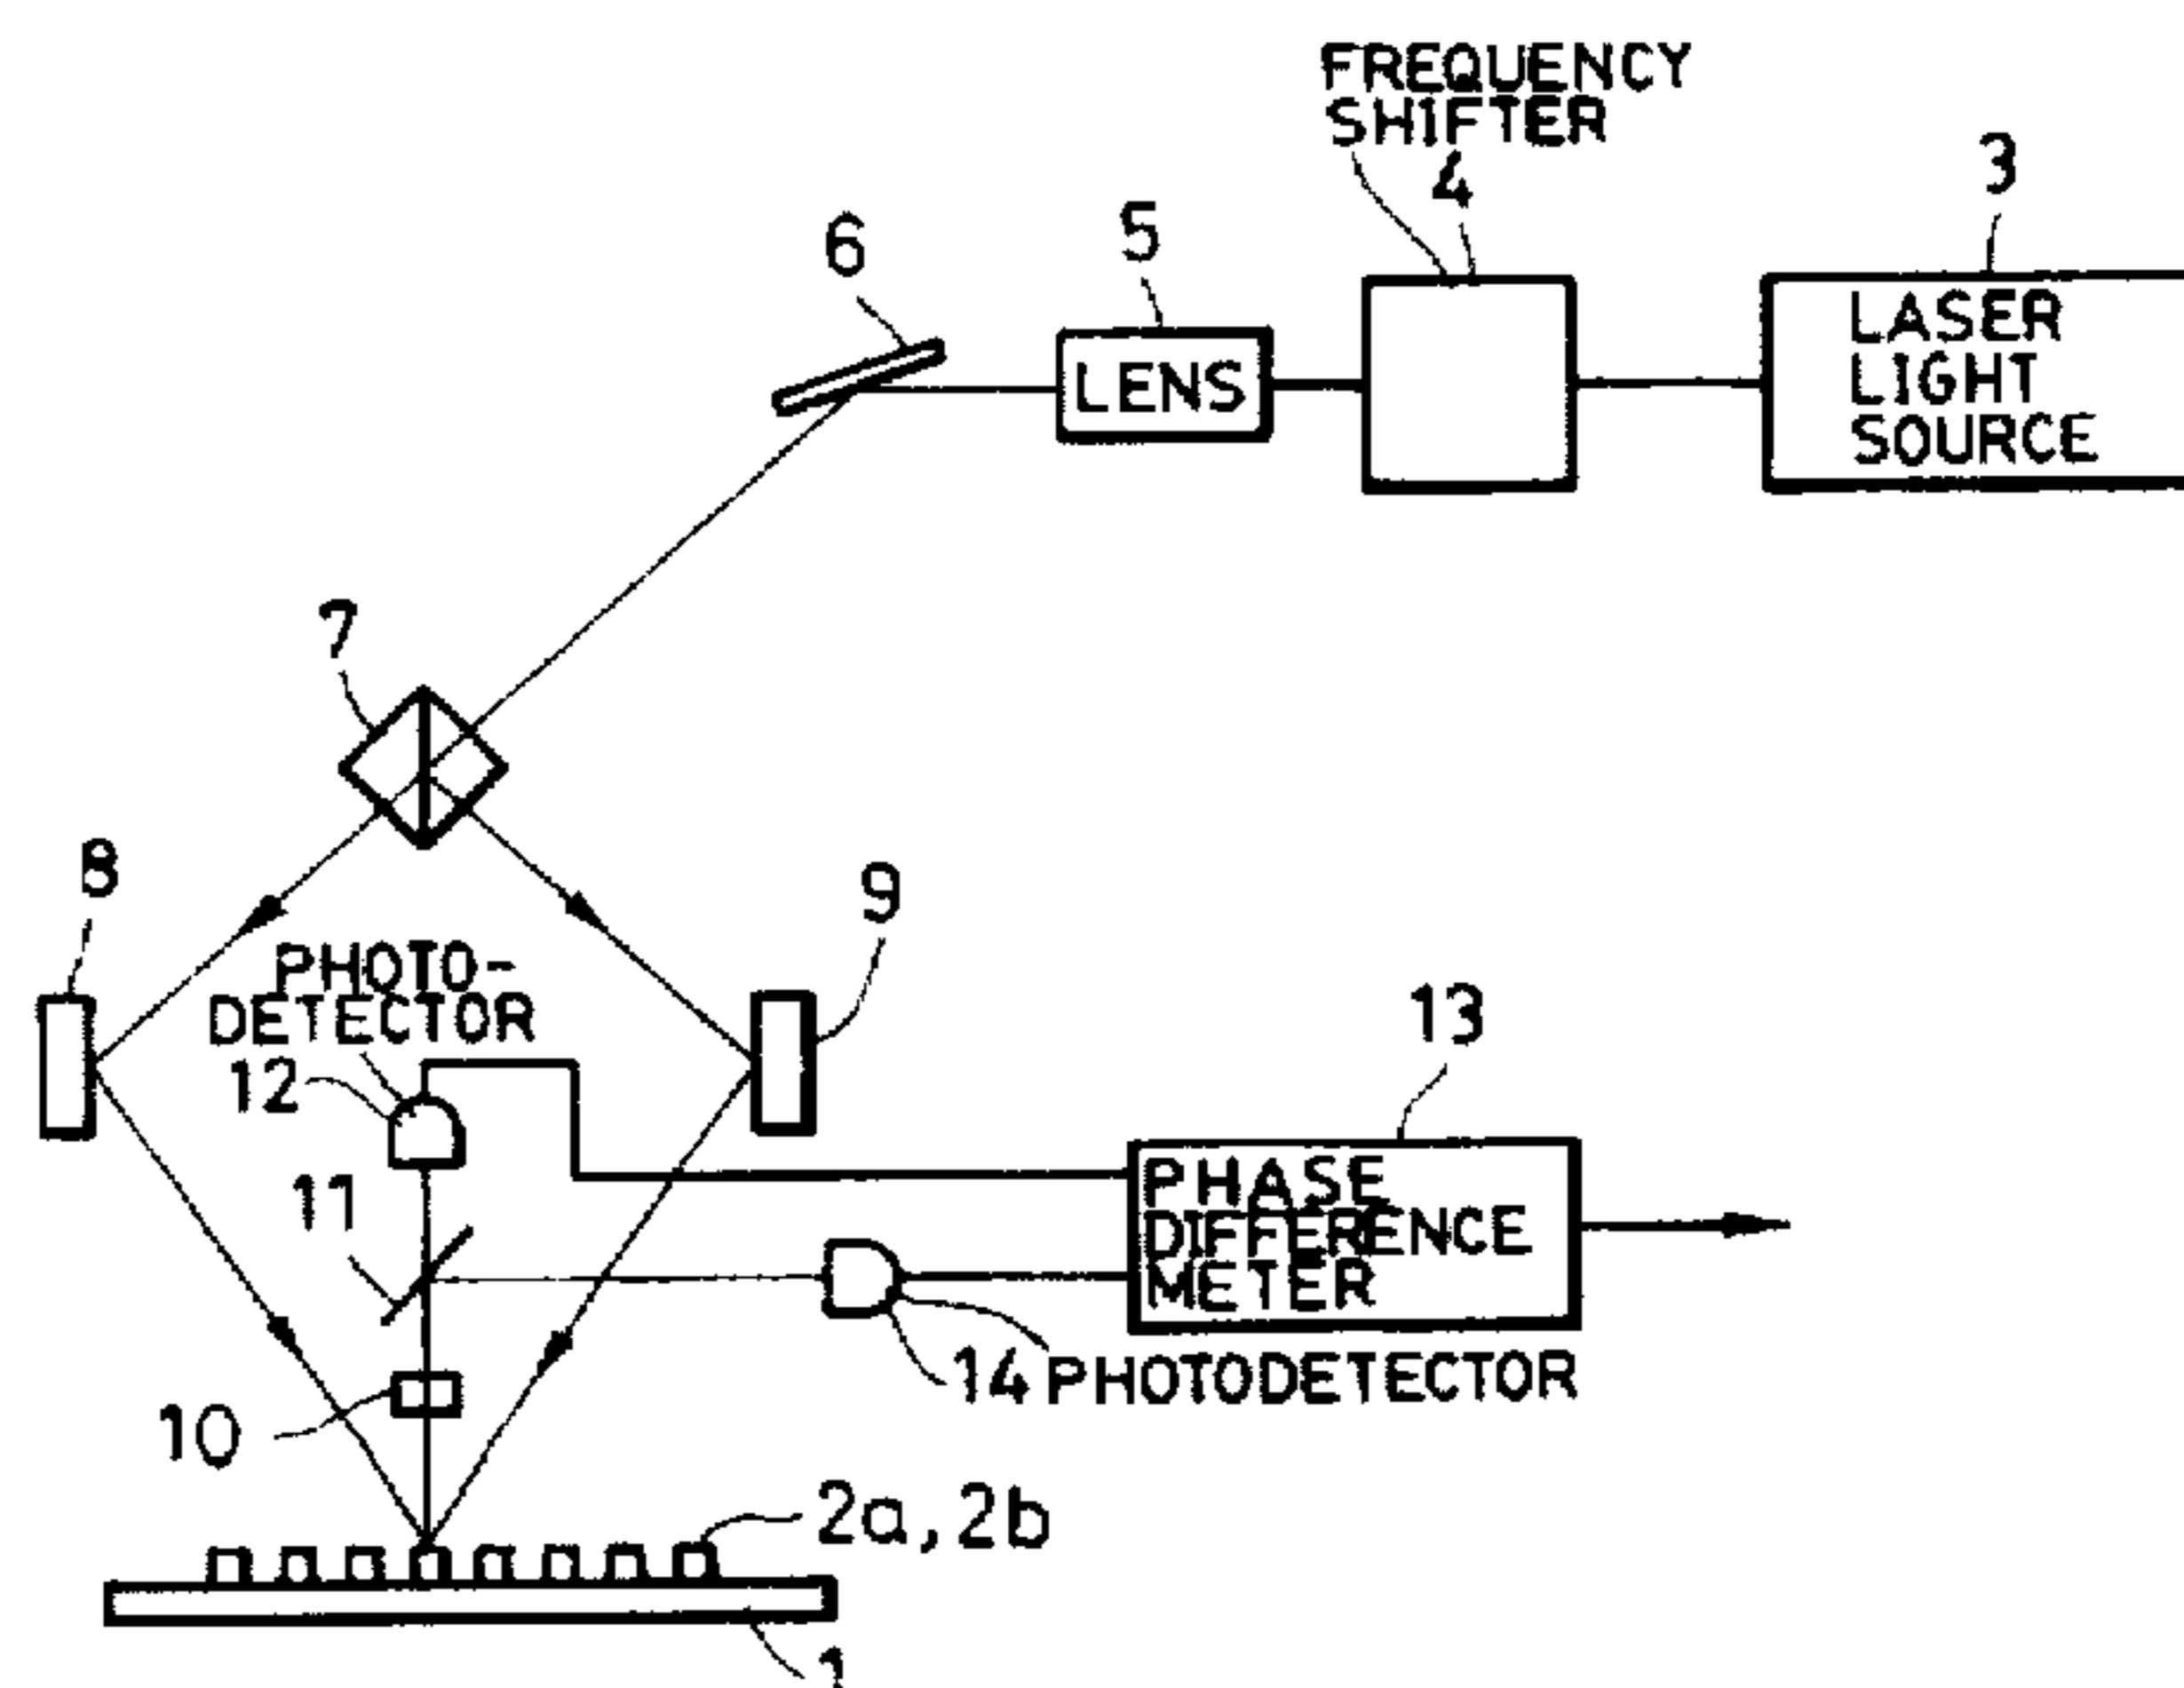 FREQUENCY
SHIFTER
4
3
6
5
LASER
LIGHT
SOURCE
LENS
7
8
9
PHOTO-
DETECTOR
12
13
11
PHASE
DIFFERENCE
METER
14 PHOTODETECTOR
10
2a, 2b
1